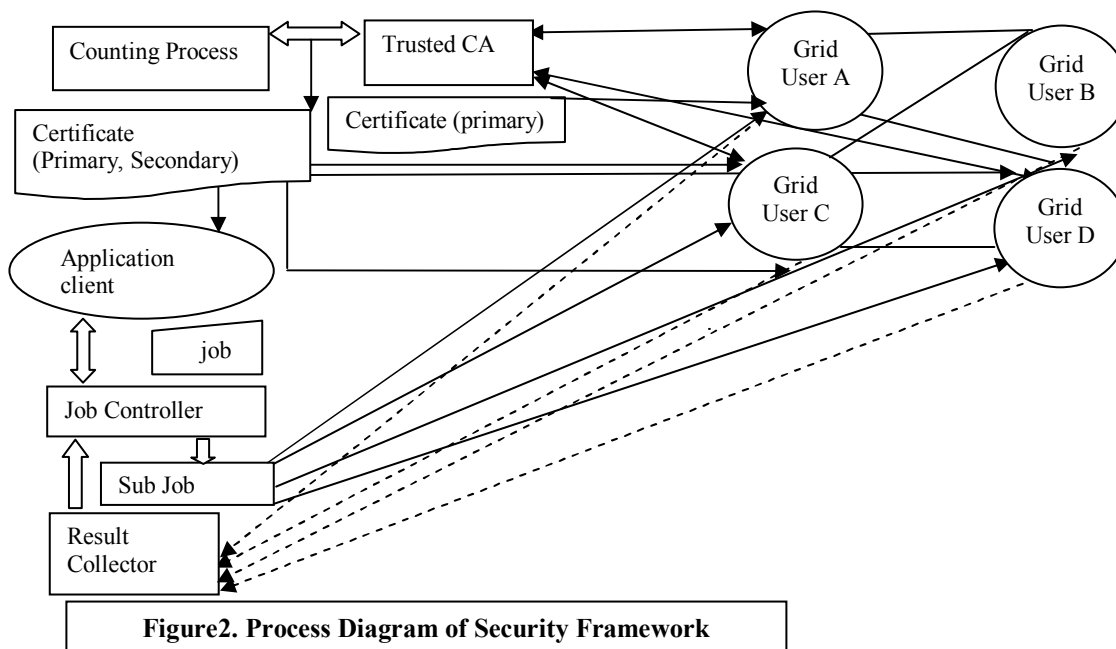 Counting Process
Trusted CA
Grid
User A
Grid
User B
Certificate (primary)
Certificate
(Primary, Secondary)
Grid
User C
Grid
User D
Application
client
job
Job Controller
Sub Job
Result
Collector
Figure2. Process Diagram of Security Framework